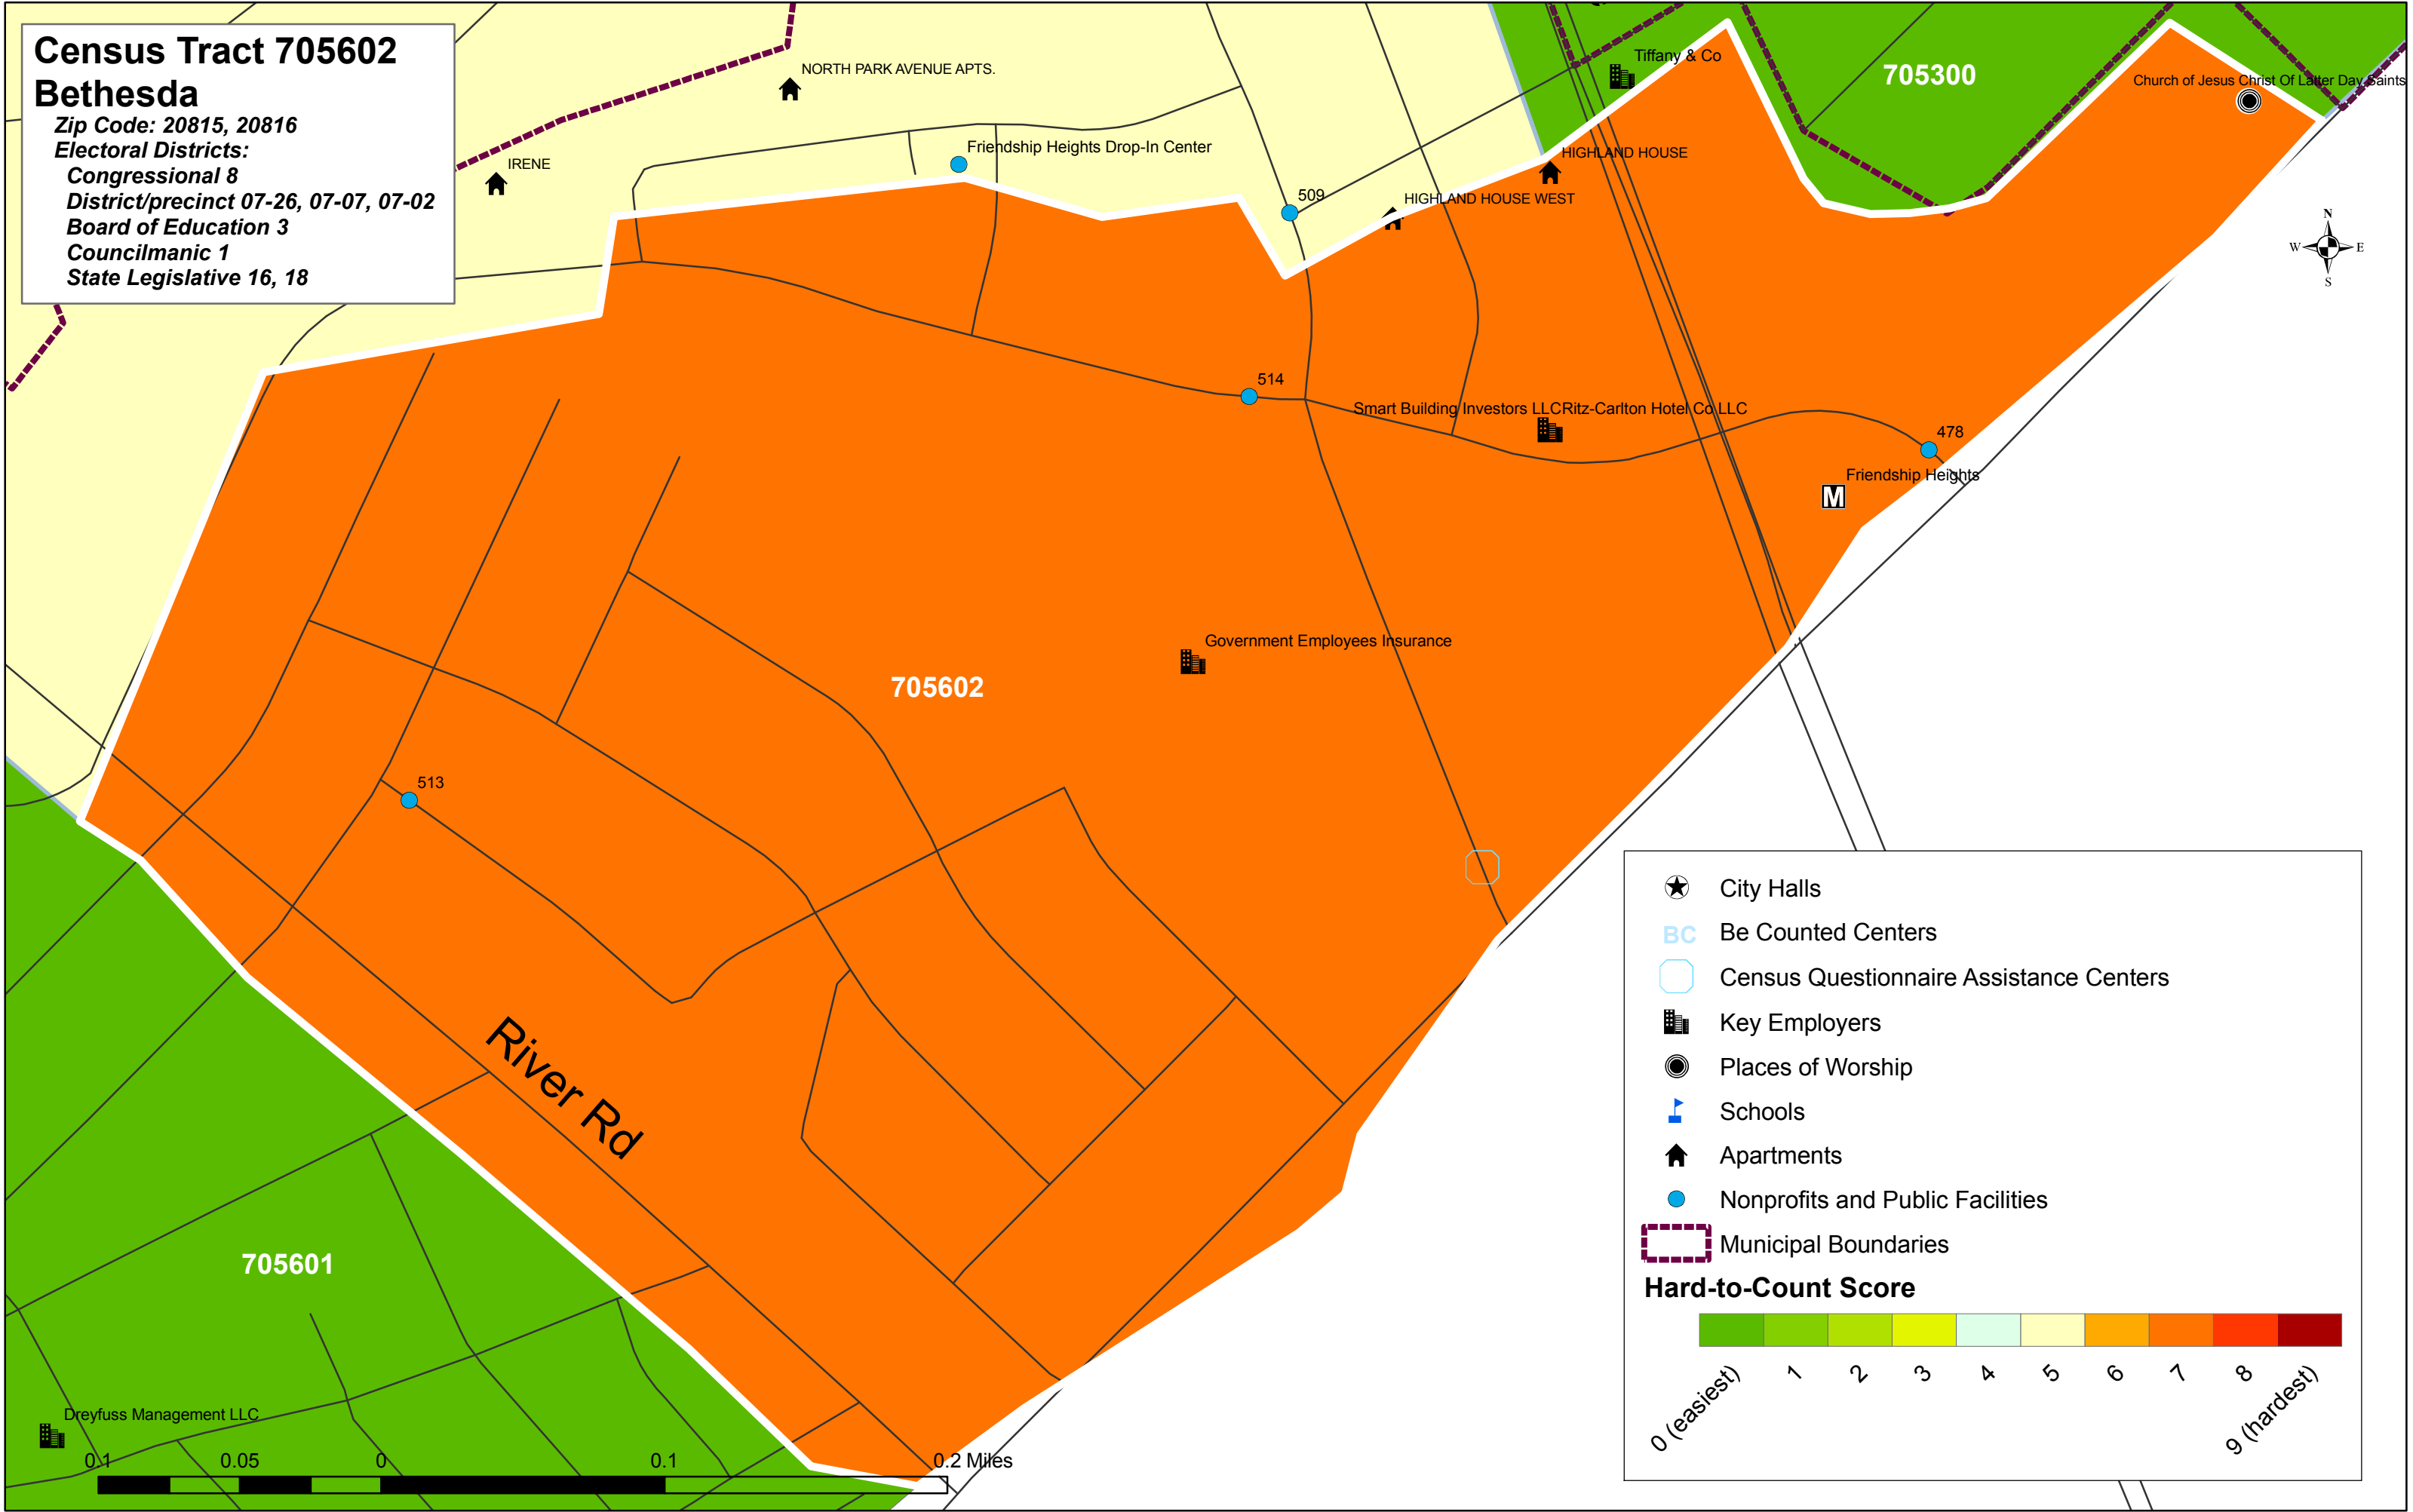 Census Tract 705602
Bethesda
Zip Code: 20815, 20816
Electoral Districts:
Congressional 8
District/precinct 07-26, 07-07, 07-02
Board of Education 3
Councilmanic 1
State Legislative 16, 18
NORTH PARK AVENUE APTS.
IRENE
Friendship Heights Drop-In Center
509
HIGHLAND HOUSE
HIGHLAND HOUSE WEST
Tiffany & Co
705300
Church of Jesus Christ Of Latter Day Saints
N
W
E
S
514
Smart Building Investors LLCRitz-Carlton Hotel Co LLC
478
Friendship Heights
M
Government Employees Insurance
705602
513
River Rd
705601
Dreyfuss Management LLC
0.1
0.05
0
0.1
0.2 Miles
City Halls
BC Be Counted Centers
Census Questionnaire Assistance Centers
Key Employers
Places of Worship
Schools
Apartments
Nonprofits and Public Facilities
Municipal Boundaries
Hard-to-Count Score
0 (easiest)
1
2
3
4
5
6
7
8
9 (hardest)